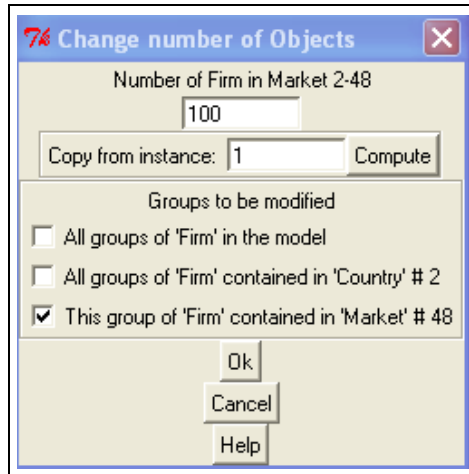 Change number of Objects
Number of Firm in Market 2-48
100
Copy from instance: 1 Compute
Groups to be modified
All groups of 'Firm' in the model
All groups of 'Firm' contained in 'Country' # 2
This group of 'Firm' contained in 'Market' # 48
Ok
Cancel
Help